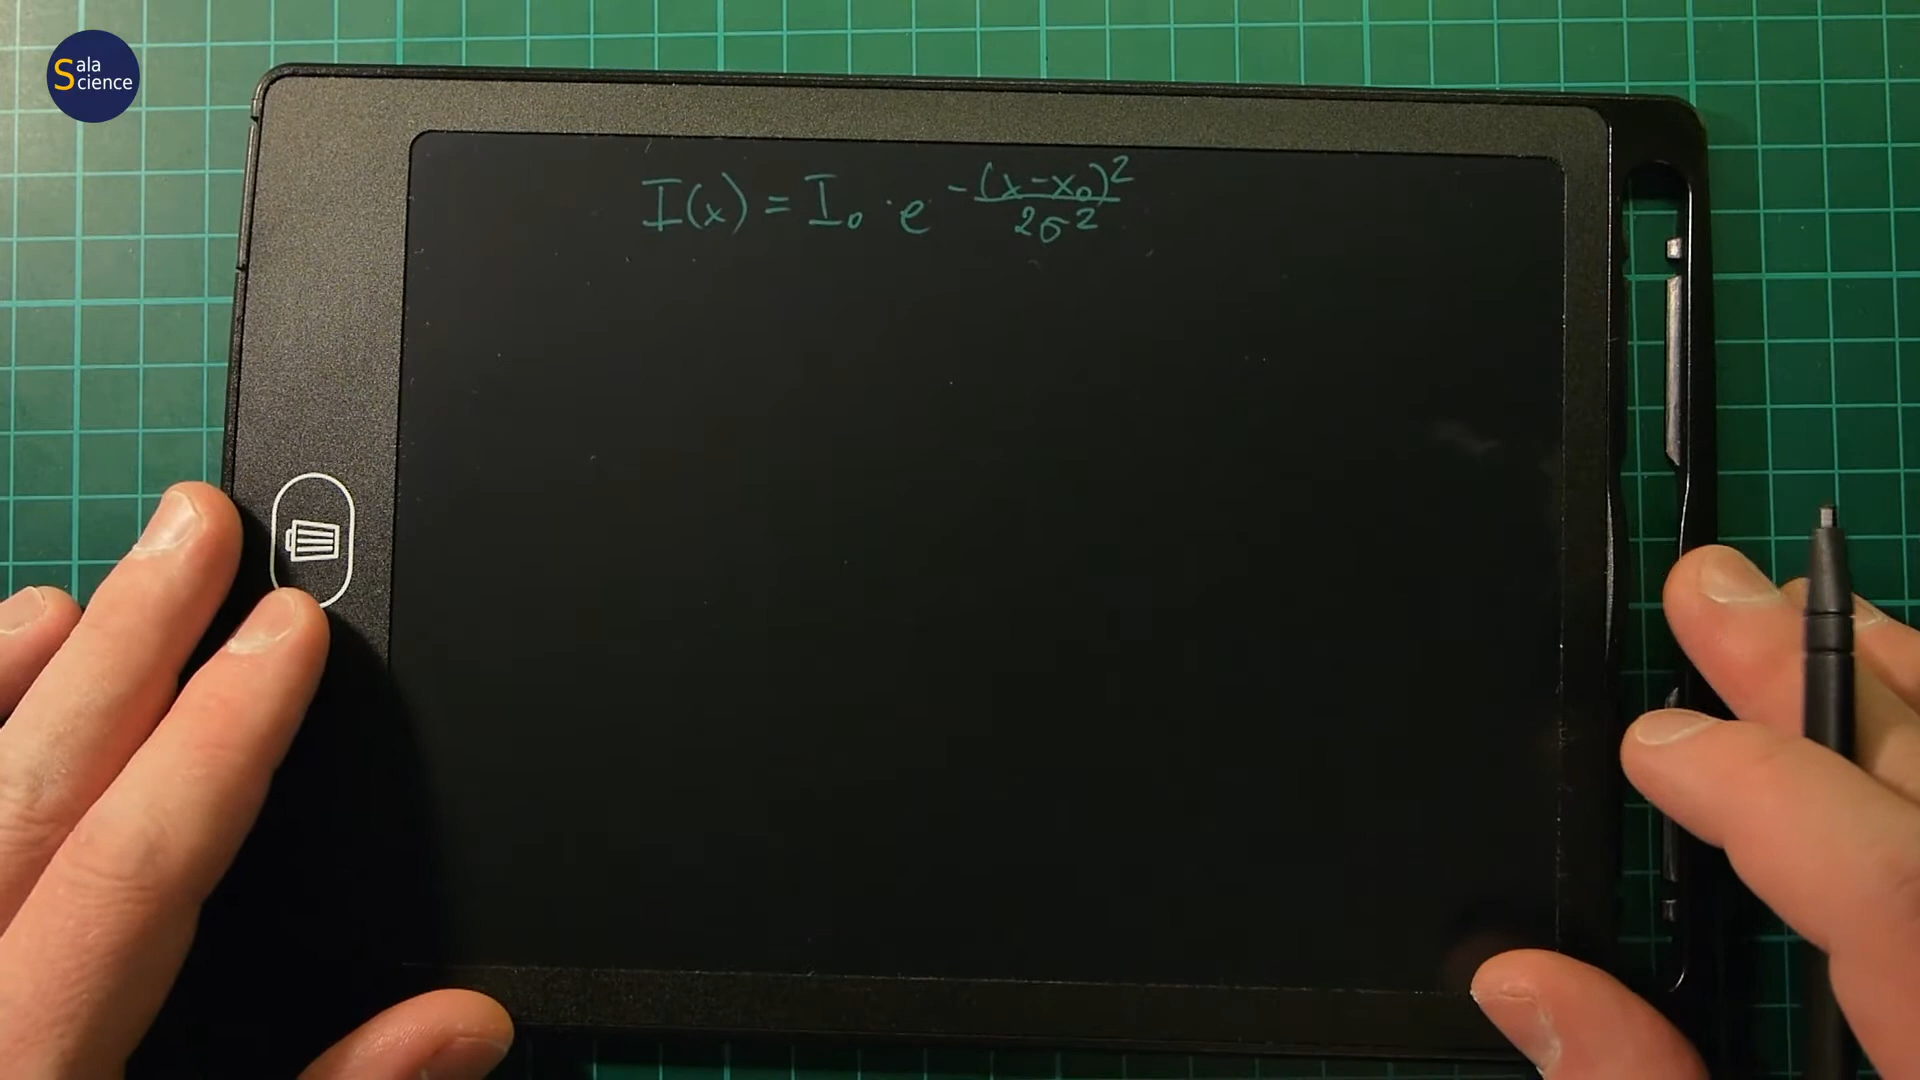 Sala
Science
I(x) = I₀ · e^(-(x-x₀)²/2σ²)